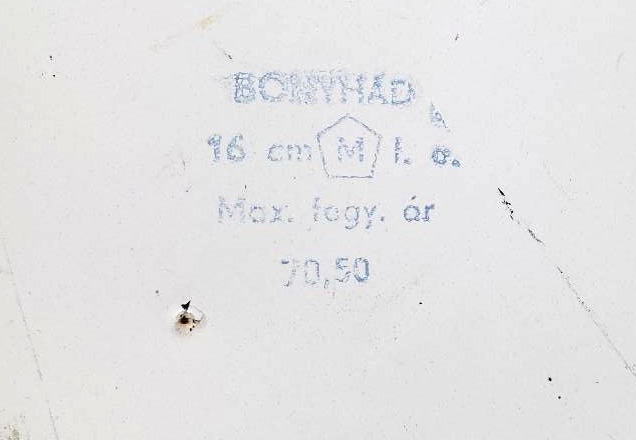 BONYHÁD
16 cm M I. o.
Max. fogy. ár
70,50